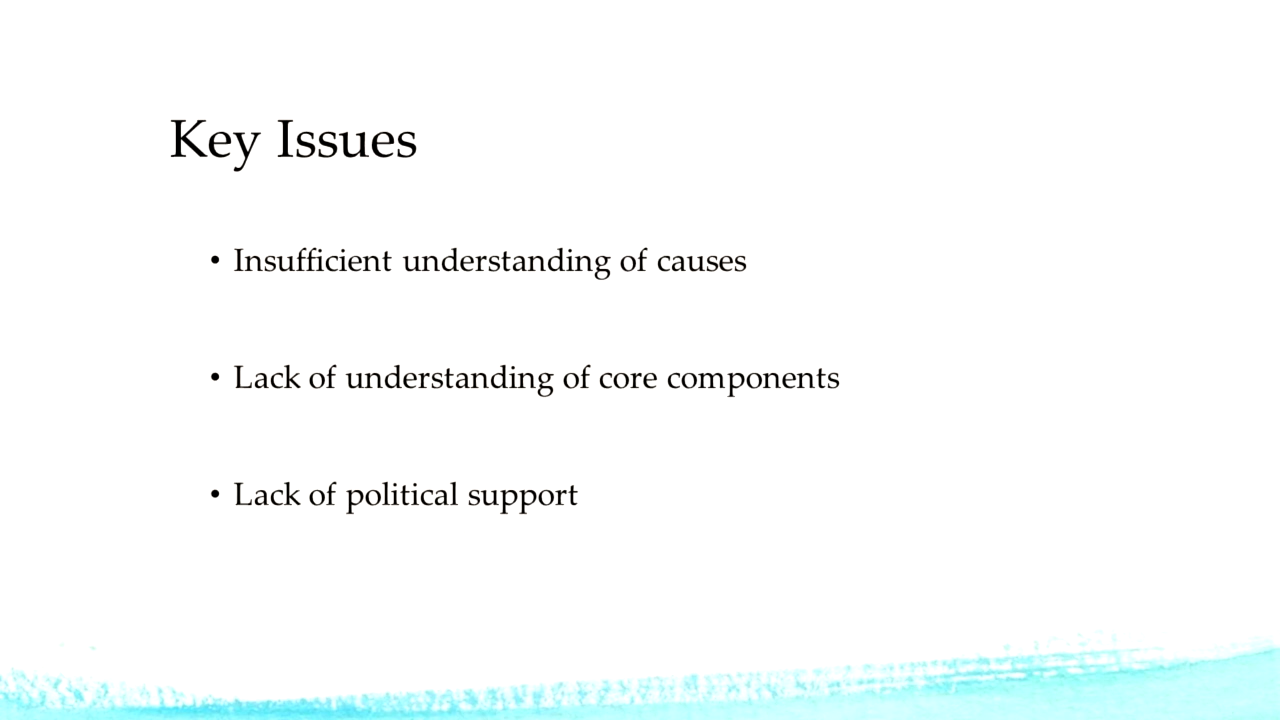 Key Issues
• Insufficient understanding of causes
• Lack of understanding of core components
• Lack of political support